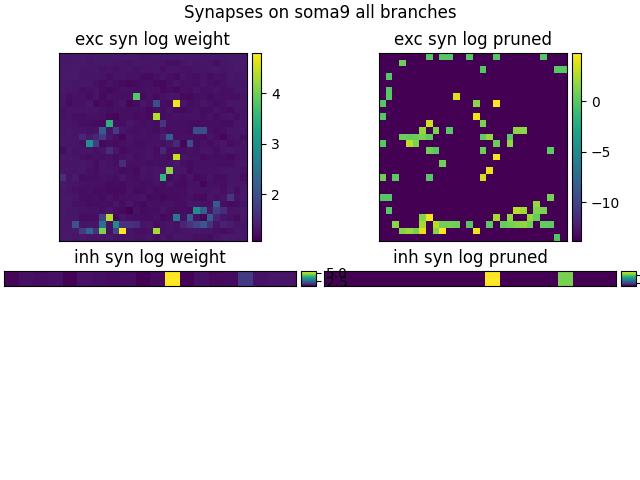 Synapses on soma9 all branches
exc syn log weight
exc syn log pruned
4
3
2
0
−5
−10
inh syn log weight
inh syn log pruned